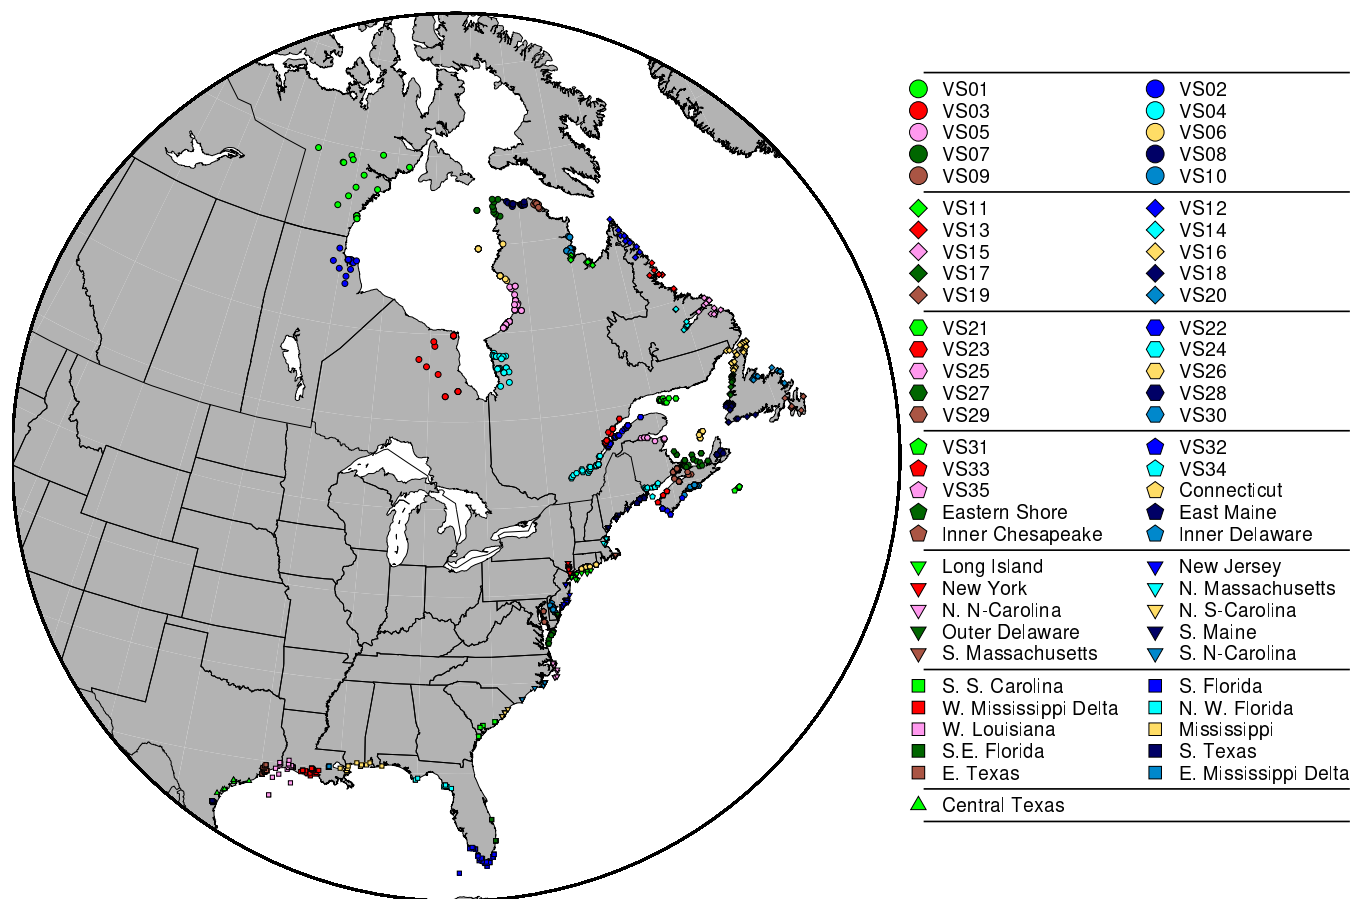 VS01 VS02
VS03 VS04
VS05 VS06
VS07 VS08
VS09 VS10
VS11 VS12
VS13 VS14
VS15 VS16
VS17 VS18
VS19 VS20
VS21 VS22
VS23 VS24
VS25 VS26
VS27 VS28
VS29 VS30
VS31 VS32
VS33 VS34
VS35 Connecticut
Eastern Shore East Maine
Inner Chesapeake Inner Delaware
Long Island New Jersey
New York N. Massachusetts
N. N-Carolina N. S-Carolina
Outer Delaware S. Maine
S. Massachusetts S. N-Carolina
S. S. Carolina S. Florida
W. Mississippi Delta N. W. Florida
W. Louisiana Mississippi
S.E. Florida S. Texas
E. Texas E. Mississippi Delta
Central Texas